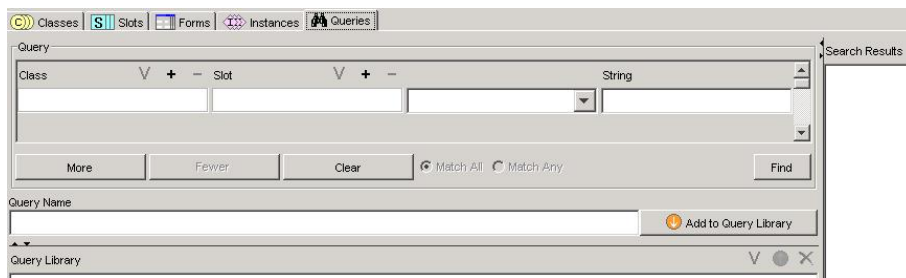 Classes S Slots Forms Instances Queries
Query
Class V + - Slot V + - String
More Fewer Clear Match All Match Any Find
Query Name
Add to Query Library
Query Library V
Search Results